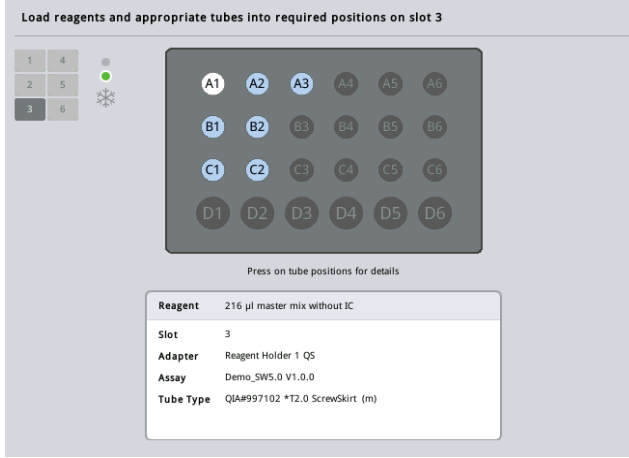 Load reagents and appropriate tubes into required positions on slot 3
1 4
2 5
3 6
A1 A2 A3 A4 A5 A6
B1 B2 B3 B4 B5 B6
C1 C2 C3 C4 C5 C6
D1 D2 D3 D4 D5 D6
Press on tube positions for details
Reagent 216 µl master mix without IC
Slot 3
Adapter Reagent Holder 1 QS
Assay Demo_SW5.0 V1.0.0
Tube Type QIA#997102 *T2.0 ScrewSkirt (m)